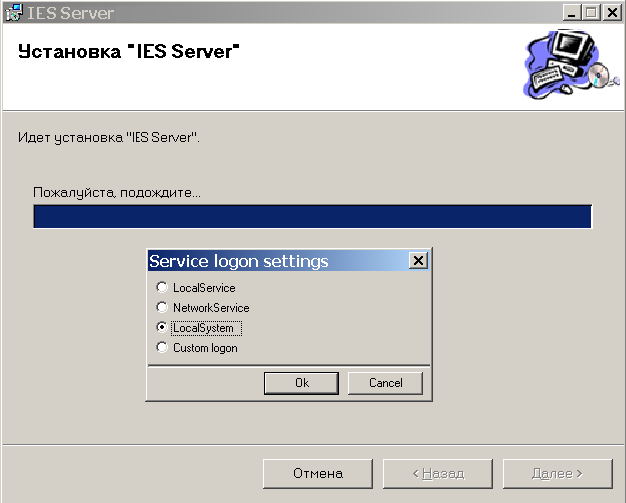 IES Server
Установка "IES Server"
Идет установка "IES Server".
Пожалуйста, подождите...
Service logon settings
LocalService
NetworkService
LocalSystem
Custom logon
Ok Cancel
Отмена < Назад Далее >